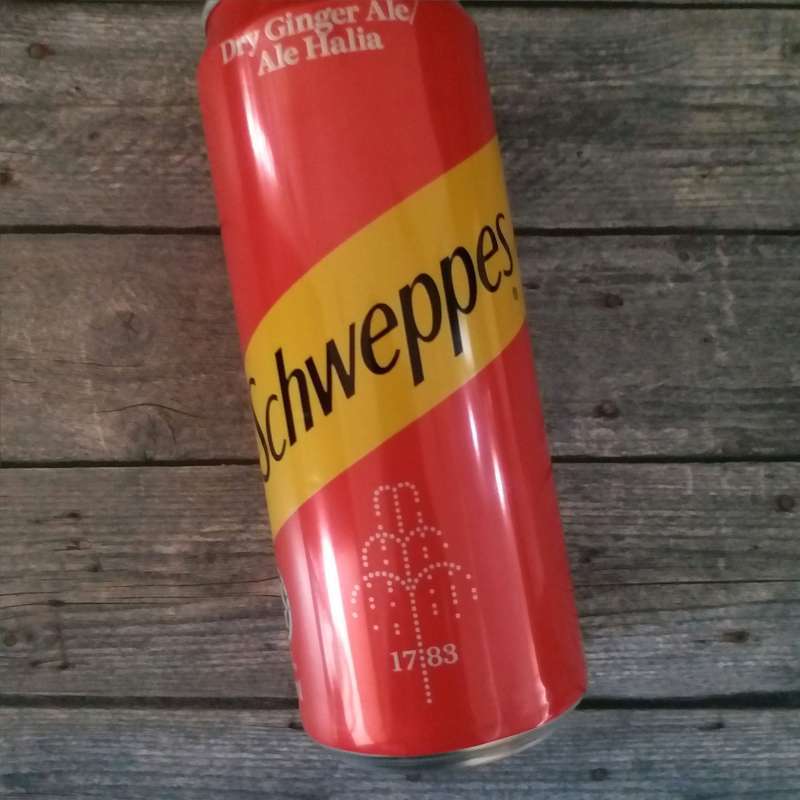 Dry Ginger Ale/
Ale Halia
Schweppes
1783